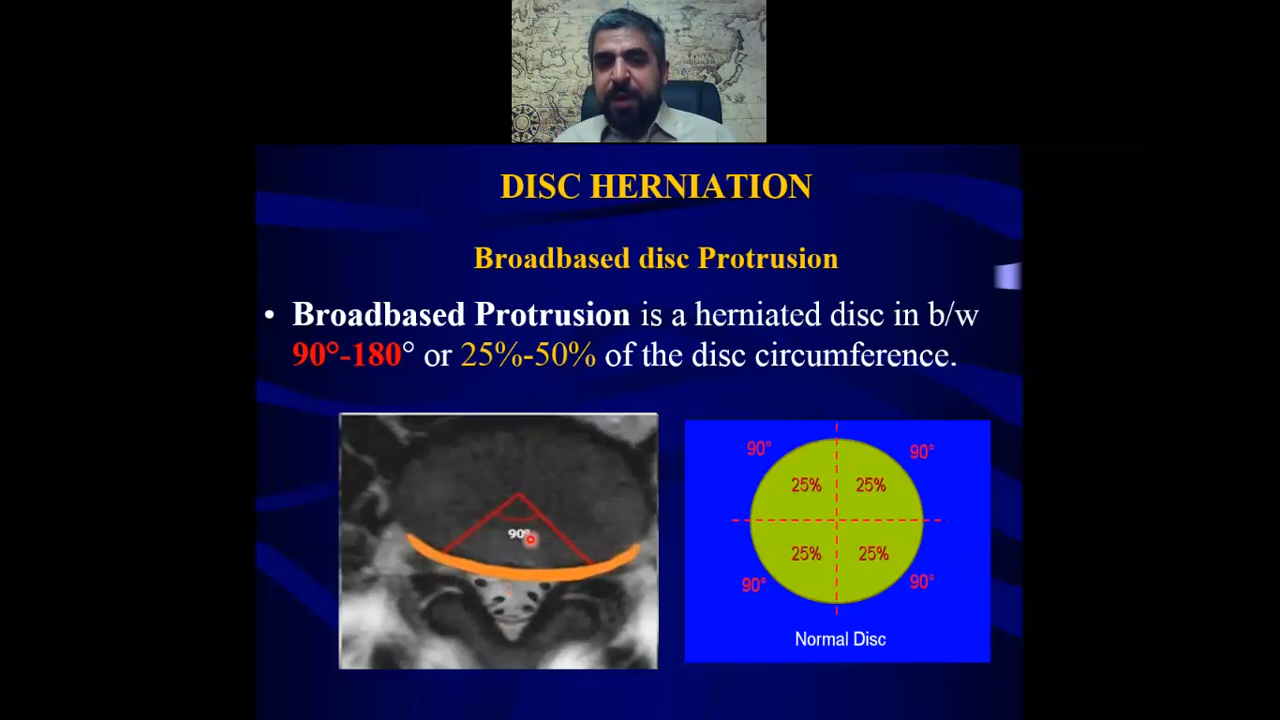 DISC HERNIATION
Broadbased disc Protrusion
• Broadbased Protrusion is a herniated disc in b/w
90°-180° or 25%-50% of the disc circumference.
90°
90° 90°
25% 25%
25% 25%
90° 90°
Normal Disc